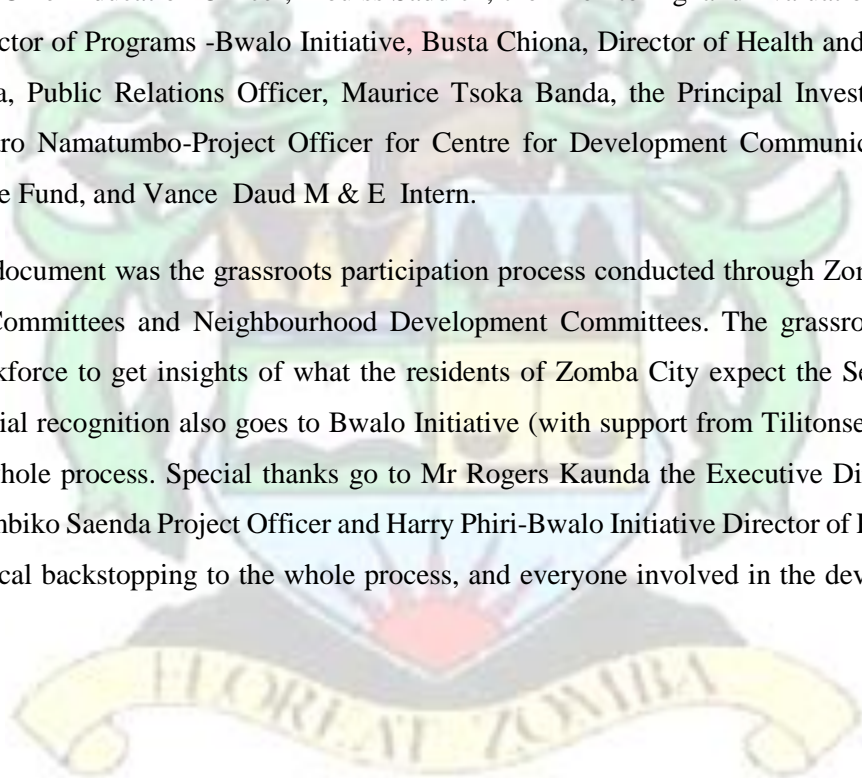 ctor of Programs -Bwalo Initiative, Busta Chiona, Director of Health and
a, Public Relations Officer, Maurice Tsoka Banda, the Principal Invest
ro Namatumbo-Project Officer for Centre for Development Communic
e Fund, and Vance Daud M & E Intern.
document was the grassroots participation process conducted through Zom
Committees and Neighbourhood Development Committees. The grassro
kforce to get insights of what the residents of Zomba City expect the Se
ial recognition also goes to Bwalo Initiative (with support from Tilitonse
hole process. Special thanks go to Mr Rogers Kaunda the Executive Di
nbiko Saenda Project Officer and Harry Phiri-Bwalo Initiative Director of
cal backstopping to the whole process, and everyone involved in the dev
FLOREAT ZOMBA